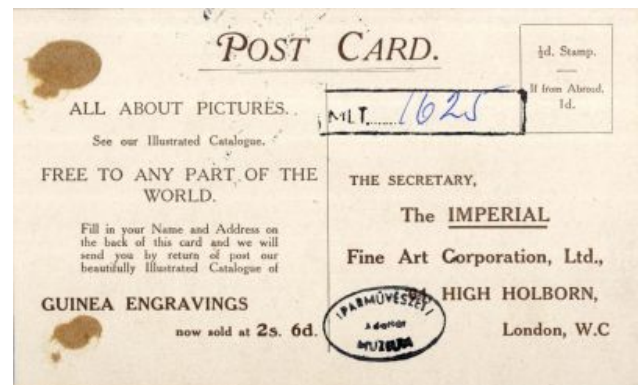 POST CARD.
½d. Stamp.
If from Abroad,
1d.
ALL ABOUT PICTURES.
See our Illustrated Catalogue.
FREE TO ANY PART OF THE
WORLD.
Fill in your Name and Address on
the back of this card and we will
send you by return of post our
beautifully Illustrated Catalogue of
GUINEA ENGRAVINGS
now sold at 2s. 6d.
MLT. 1625
THE SECRETARY,
The IMPERIAL
Fine Art Corporation, Ltd.,
HIGH HOLBORN,
London, W.C
IPARMŰVÉSZETI
MUZEUM